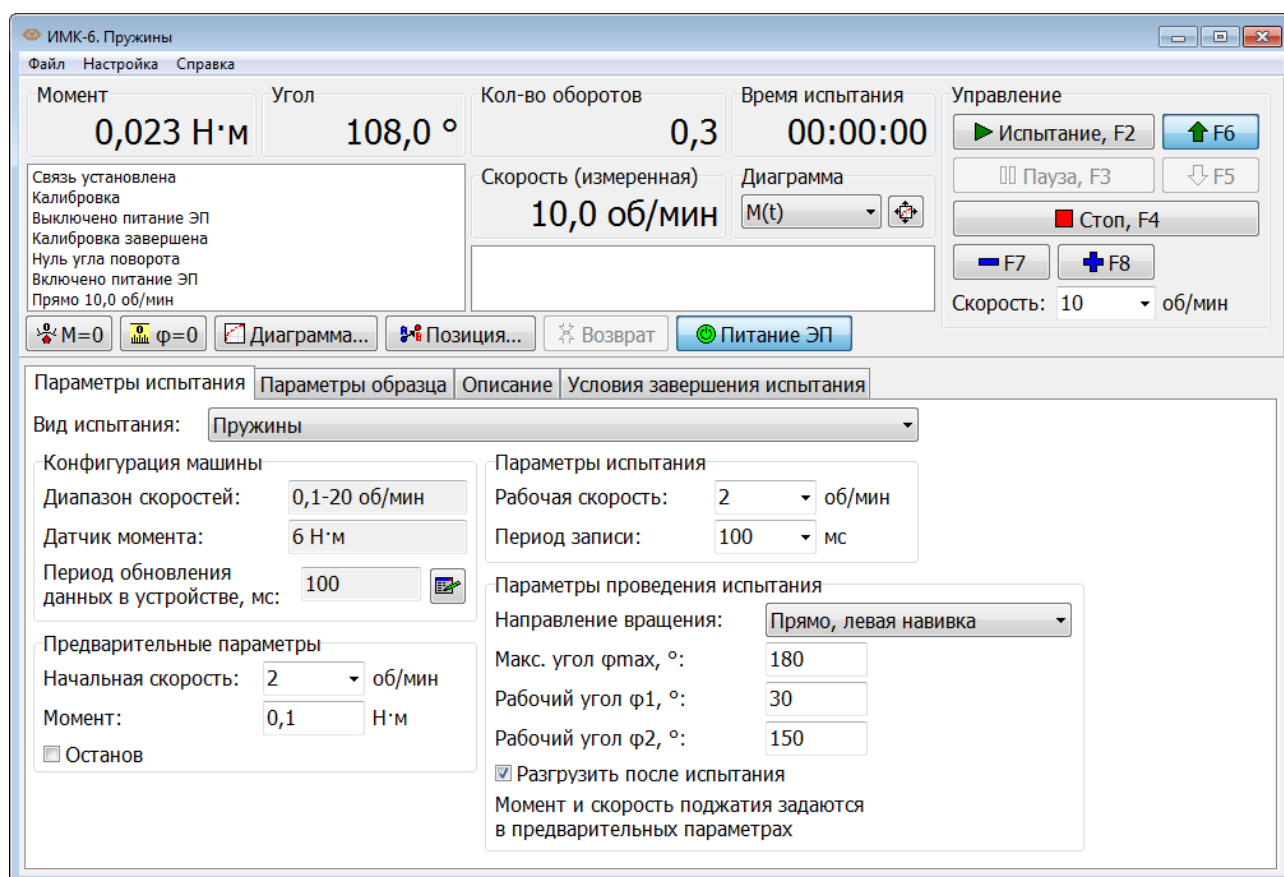 ИМК-6. Пружины
Файл Настройка Справка
Момент
0,023 Н·м
Угол
108,0 °
Кол-во оборотов
0,3
Время испытания
00:00:00
Управление
Испытание, F2
F6
Пауза, F3
F5
Стоп, F4
F7
F8
Скорость: 10 об/мин
Связь установлена
Калибровка
Выключено питание ЭП
Калибровка завершена
Нуль угла поворота
Включено питание ЭП
Прямо 10,0 об/мин
Скорость (измеренная)
10,0 об/мин
Диаграмма
M(t)
M=0
φ=0
Диаграмма...
Позиция...
Возврат
Питание ЭП
Параметры испытания
Параметры образца
Описание
Условия завершения испытания
Вид испытания: Пружины
Конфигурация машины
Диапазон скоростей: 0,1-20 об/мин
Датчик момента: 6 Н·м
Период обновления
данных в устройстве, мс: 100
Предварительные параметры
Начальная скорость: 2 об/мин
Момент: 0,1 Н·м
Останов
Параметры испытания
Рабочая скорость: 2 об/мин
Период записи: 100 мс
Параметры проведения испытания
Направление вращения: Прямо, левая навивка
Макс. угол φmax, °: 180
Рабочий угол φ1, °: 30
Рабочий угол φ2, °: 150
Разгрузить после испытания
Момент и скорость поджатия задаются
в предварительных параметрах